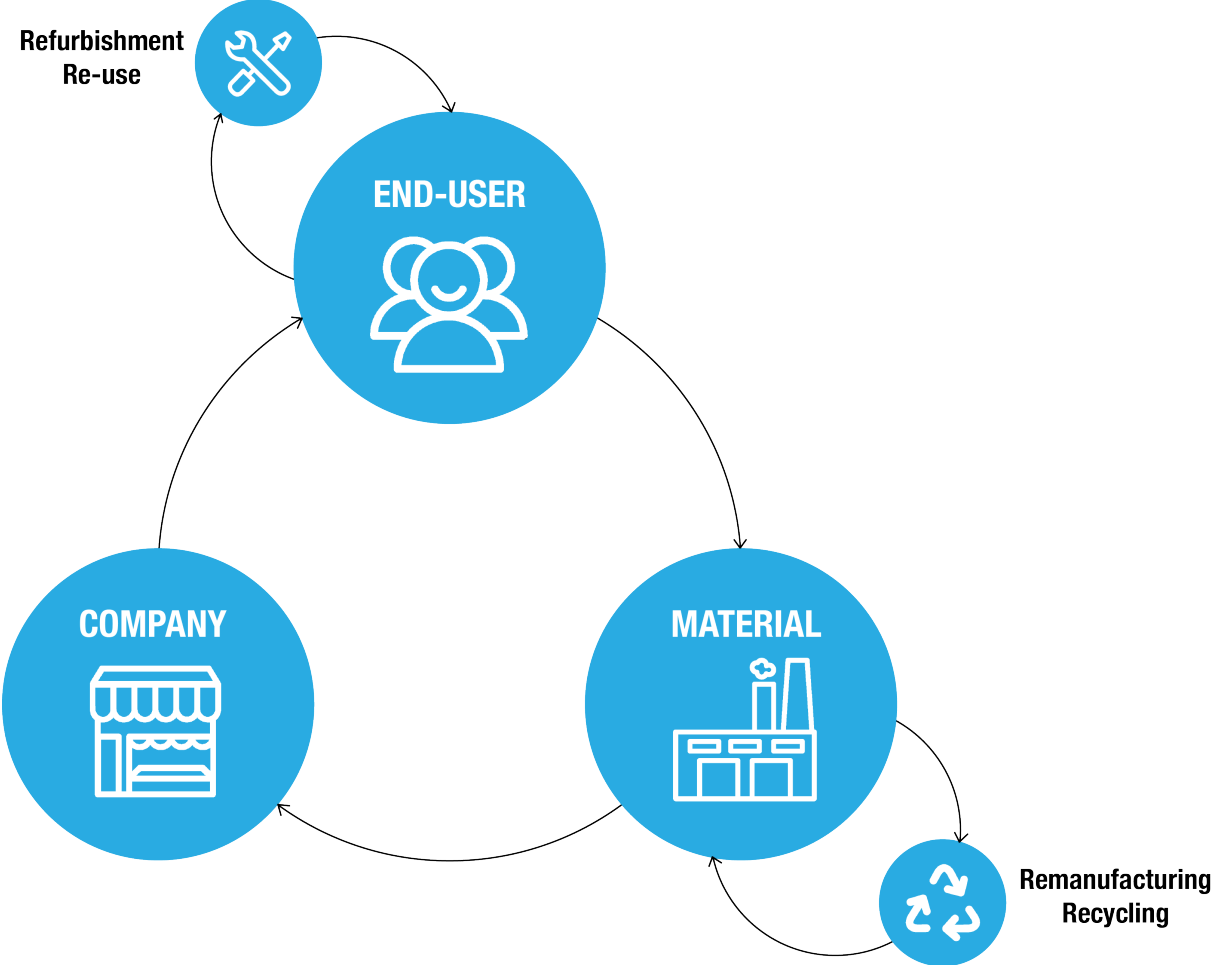 Refurbishment
Re-use
END-USER
COMPANY
MATERIAL
Remanufacturing
Recycling